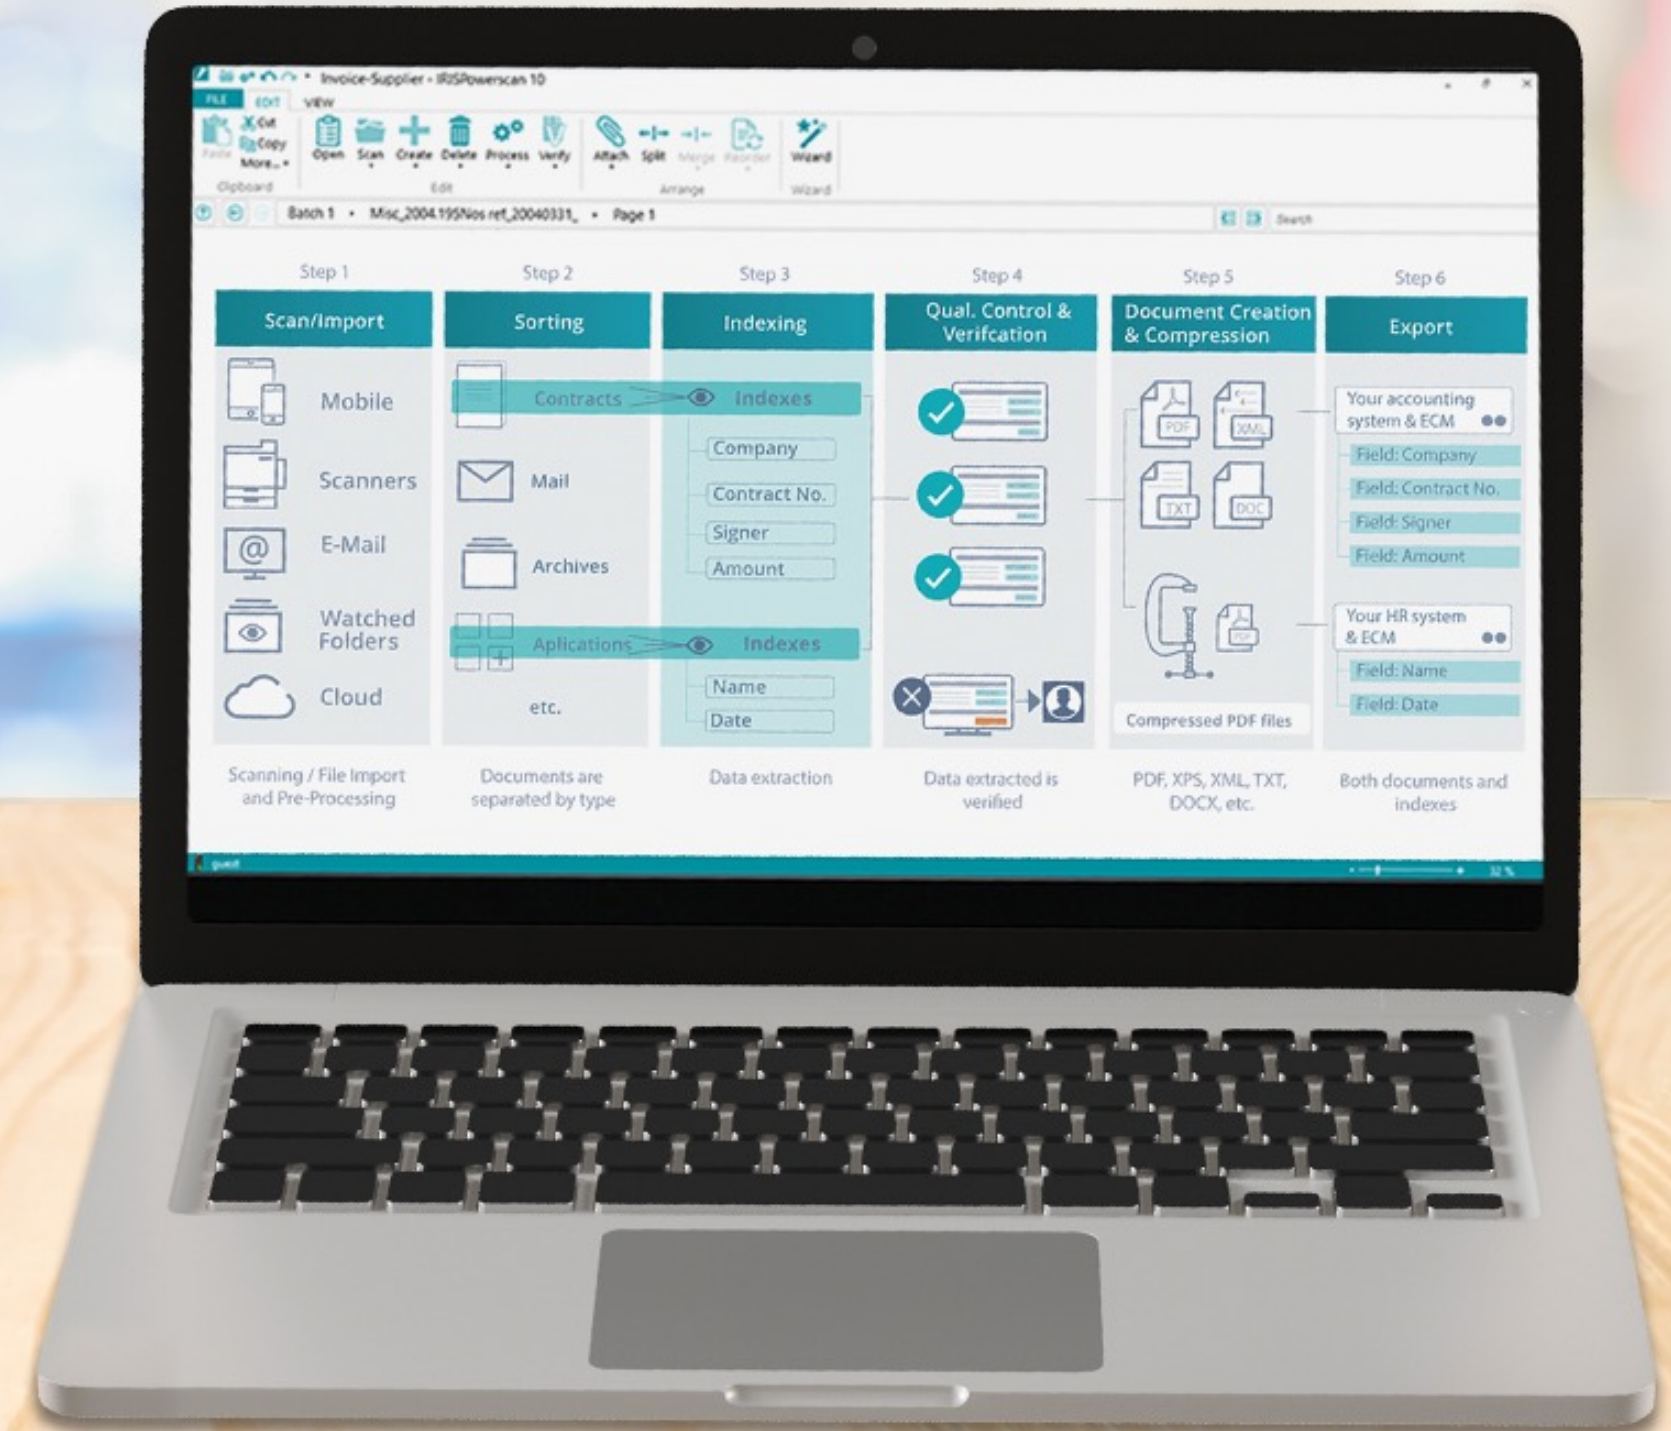 Invoice-Supplier - IRISPowerscan 10
FILE EDIT VIEW
Paste
Cut
Copy
More...
Open Scan Create Delete Process Verify
Attach Split Merge Reorder
Wizard
Clipboard Edit Arrange Wizard
Batch 1 • Misc_2004.195Nos ref_20040331_ • Page 1
Search
Step 1
Scan/Import
Mobile
Scanners
E-Mail
Watched
Folders
Cloud
Scanning / File Import
and Pre-Processing
Step 2
Sorting
Contracts
Mail
Archives
Aplications
etc.
Documents are
separated by type
Step 3
Indexing
Indexes
Company
Contract No.
Signer
Amount
Indexes
Name
Date
Data extraction
Step 4
Qual. Control &
Verifcation
Data extracted is
verified
Step 5
Document Creation
& Compression
PDF XML
TXT DOC
PDF
Compressed PDF files
PDF, XPS, XML, TXT,
DOCX, etc.
Step 6
Export
Your accounting
system & ECM
Field: Company
Field: Contract No.
Field: Signer
Field: Amount
Your HR system
& ECM
Field: Name
Field: Date
Both documents and
indexes
guest
32 %